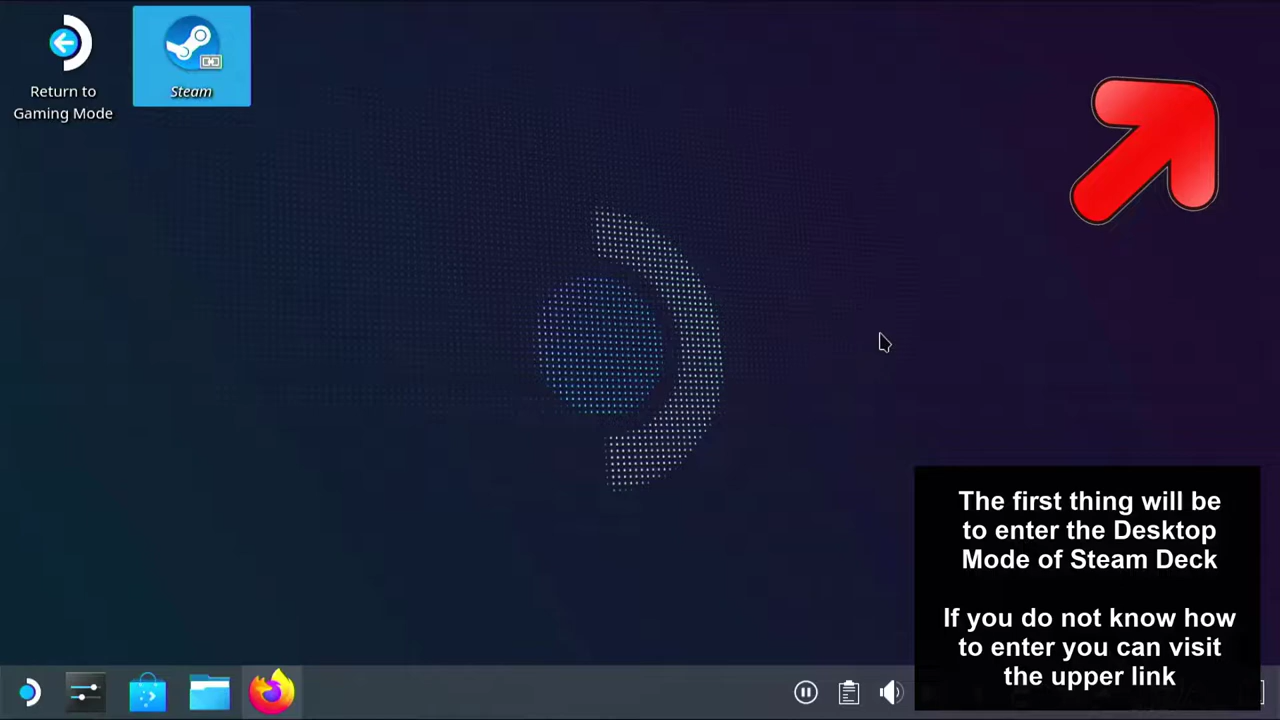 Return to
Gaming Mode
Steam
The first thing will be
to enter the Desktop
Mode of Steam Deck
If you do not know how
to enter you can visit
the upper link